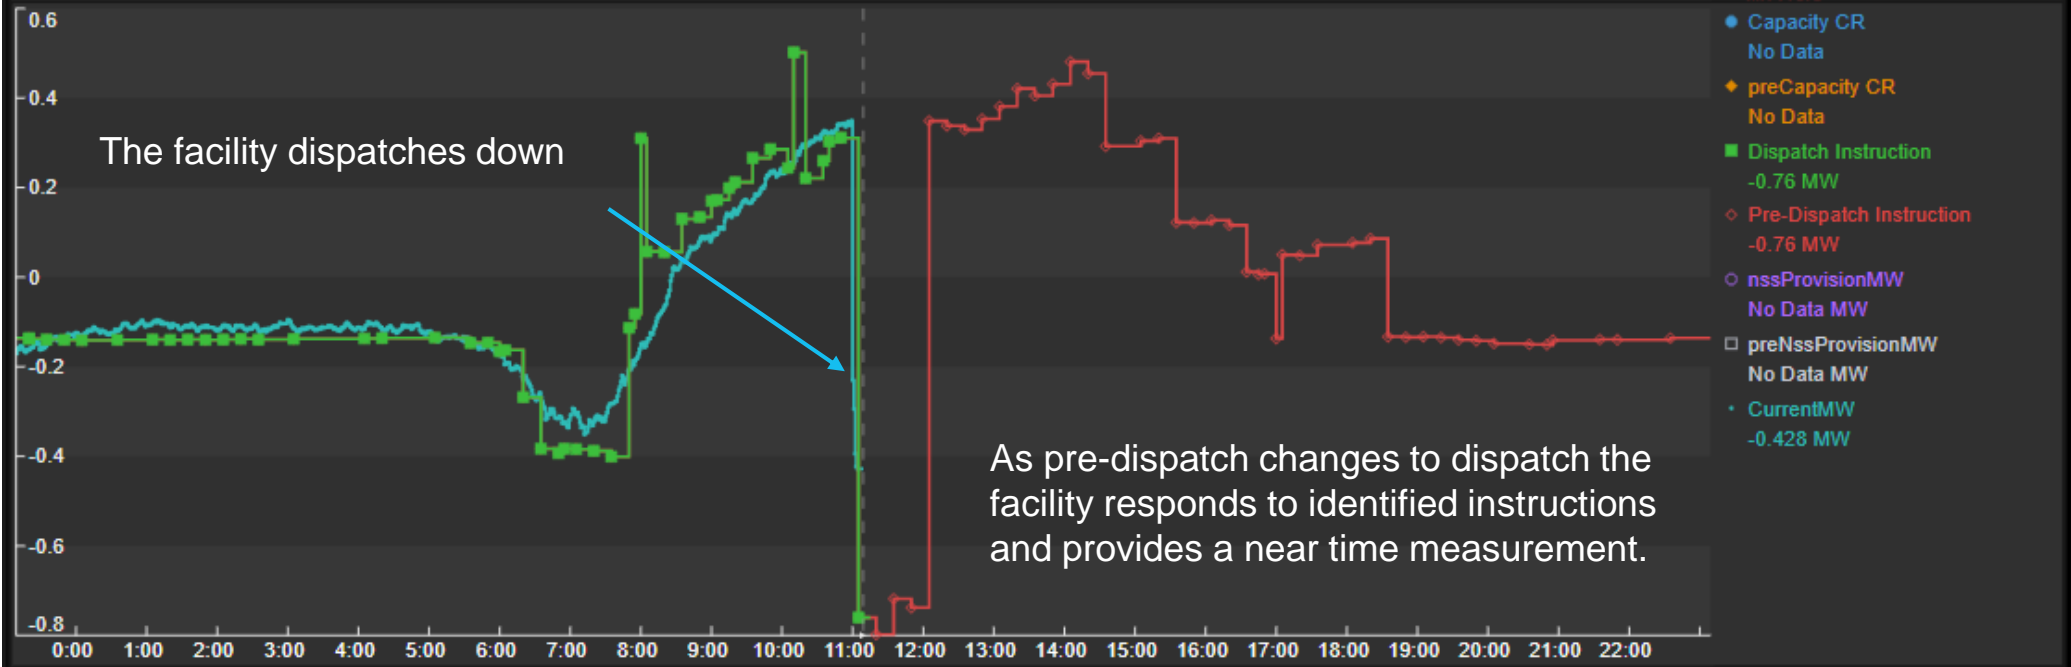 0.6
0.4
0.2
0
-0.2
-0.4
-0.6
-0.8
The facility dispatches down
As pre-dispatch changes to dispatch the
facility responds to identified instructions
and provides a near time measurement.
0:00 1:00 2:00 3:00 4:00 5:00 6:00 7:00 8:00 9:00 10:00 11:00 12:00 13:00 14:00 15:00 16:00 17:00 18:00 19:00 20:00 21:00 22:00
Capacity CR
No Data
preCapacity CR
No Data
Dispatch Instruction
-0.76 MW
Pre-Dispatch Instruction
-0.76 MW
nssProvisionMW
No Data MW
preNssProvisionMW
No Data MW
CurrentMW
-0.428 MW